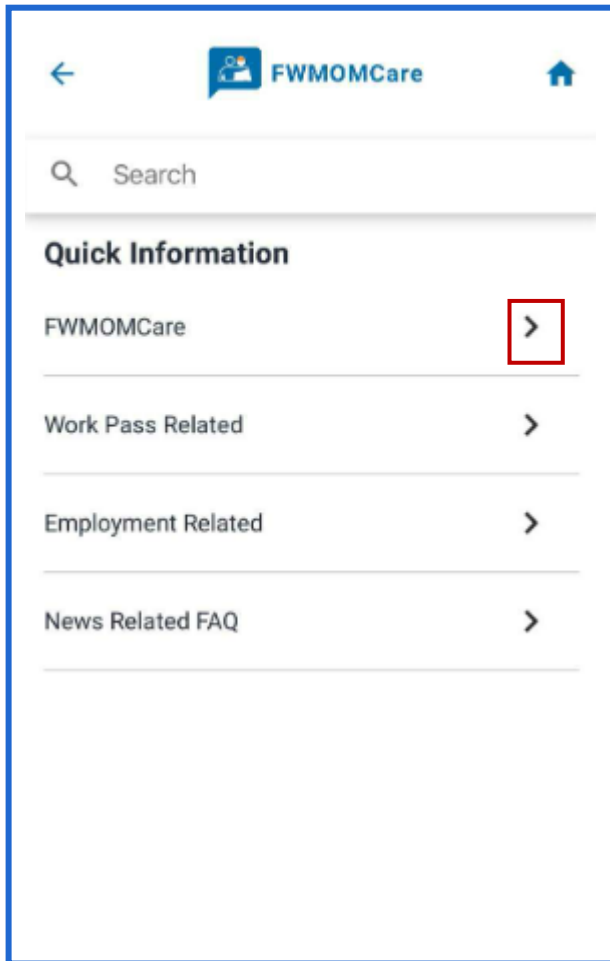 FWMOMCare
Search
Quick Information
FWMOMCare
Work Pass Related
Employment Related
News Related FAQ